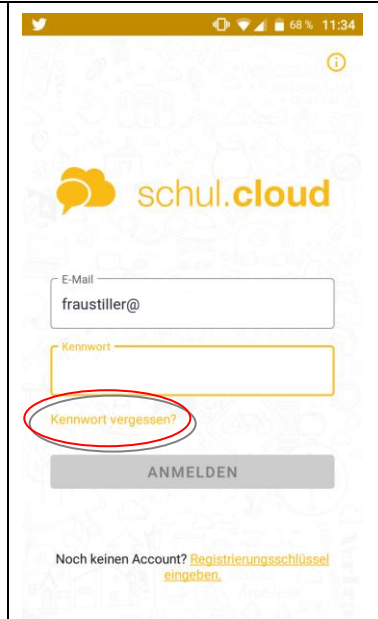 68 % 11:34
schul.cloud
E-Mail
fraustiller@
Kennwort
Kennwort vergessen?
ANMELDEN
Noch keinen Account? Registrierungsschlüssel
eingeben.